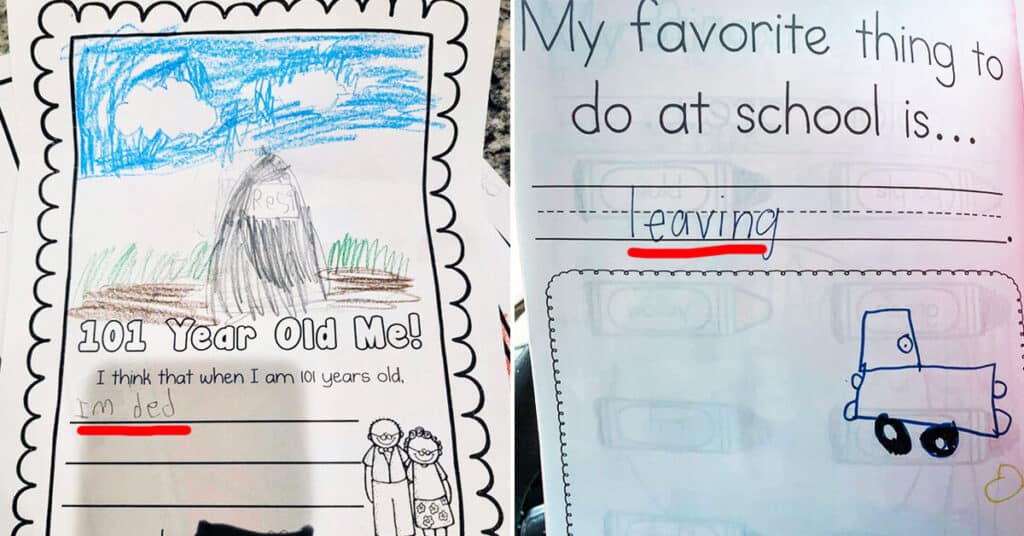 Rest
101 Year Old Me!
I think that when I am 101 years old,
Im ded
My favorite thing to
do at school is...
leaving.